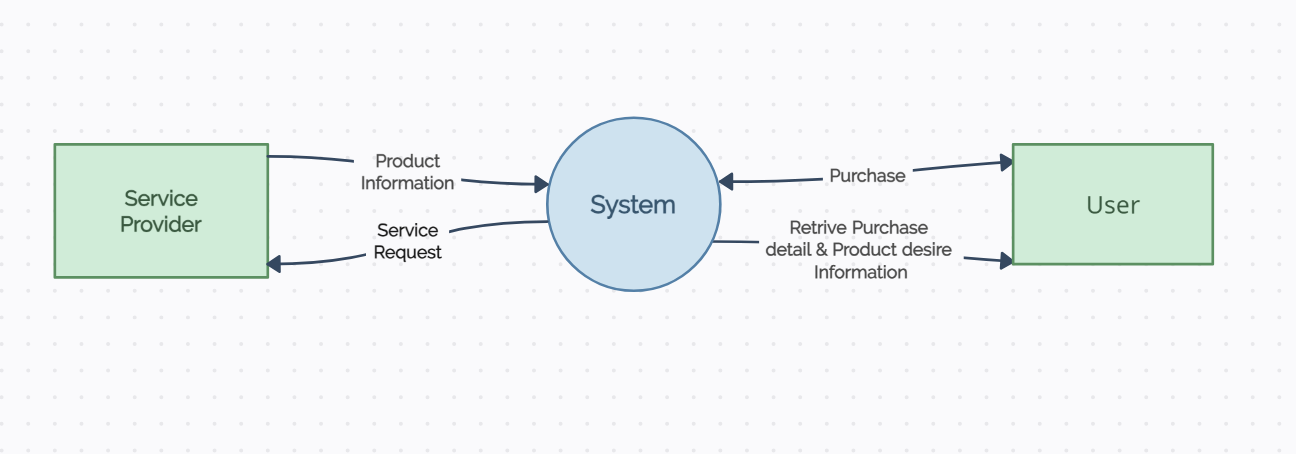 Service
Provider
Product
Information
Service
Request
System
Purchase
Retrive Purchase
detail & Product desire
Information
User